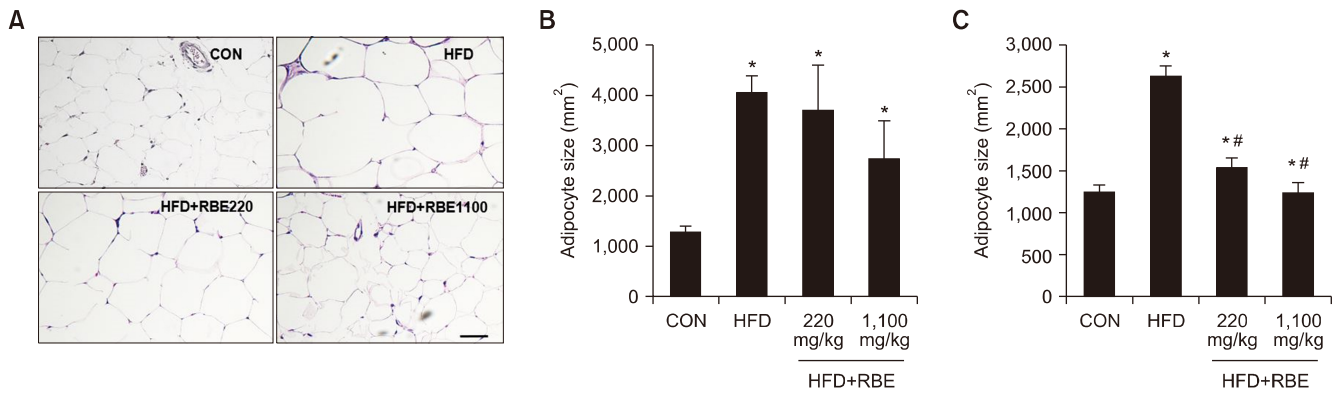 A
CON
HFD
HFD+RBE220
HFD+RBE1100
B
Adipocyte size (mm²)
5,000
4,000
3,000
2,000
1,000
0
*
*
*
CON
HFD
220
mg/kg
1,100
mg/kg
HFD+RBE
C
Adipocyte size (mm²)
3,000
2,500
2,000
1,500
1,000
500
0
*
*#
*#
CON
HFD
220
mg/kg
1,100
mg/kg
HFD+RBE